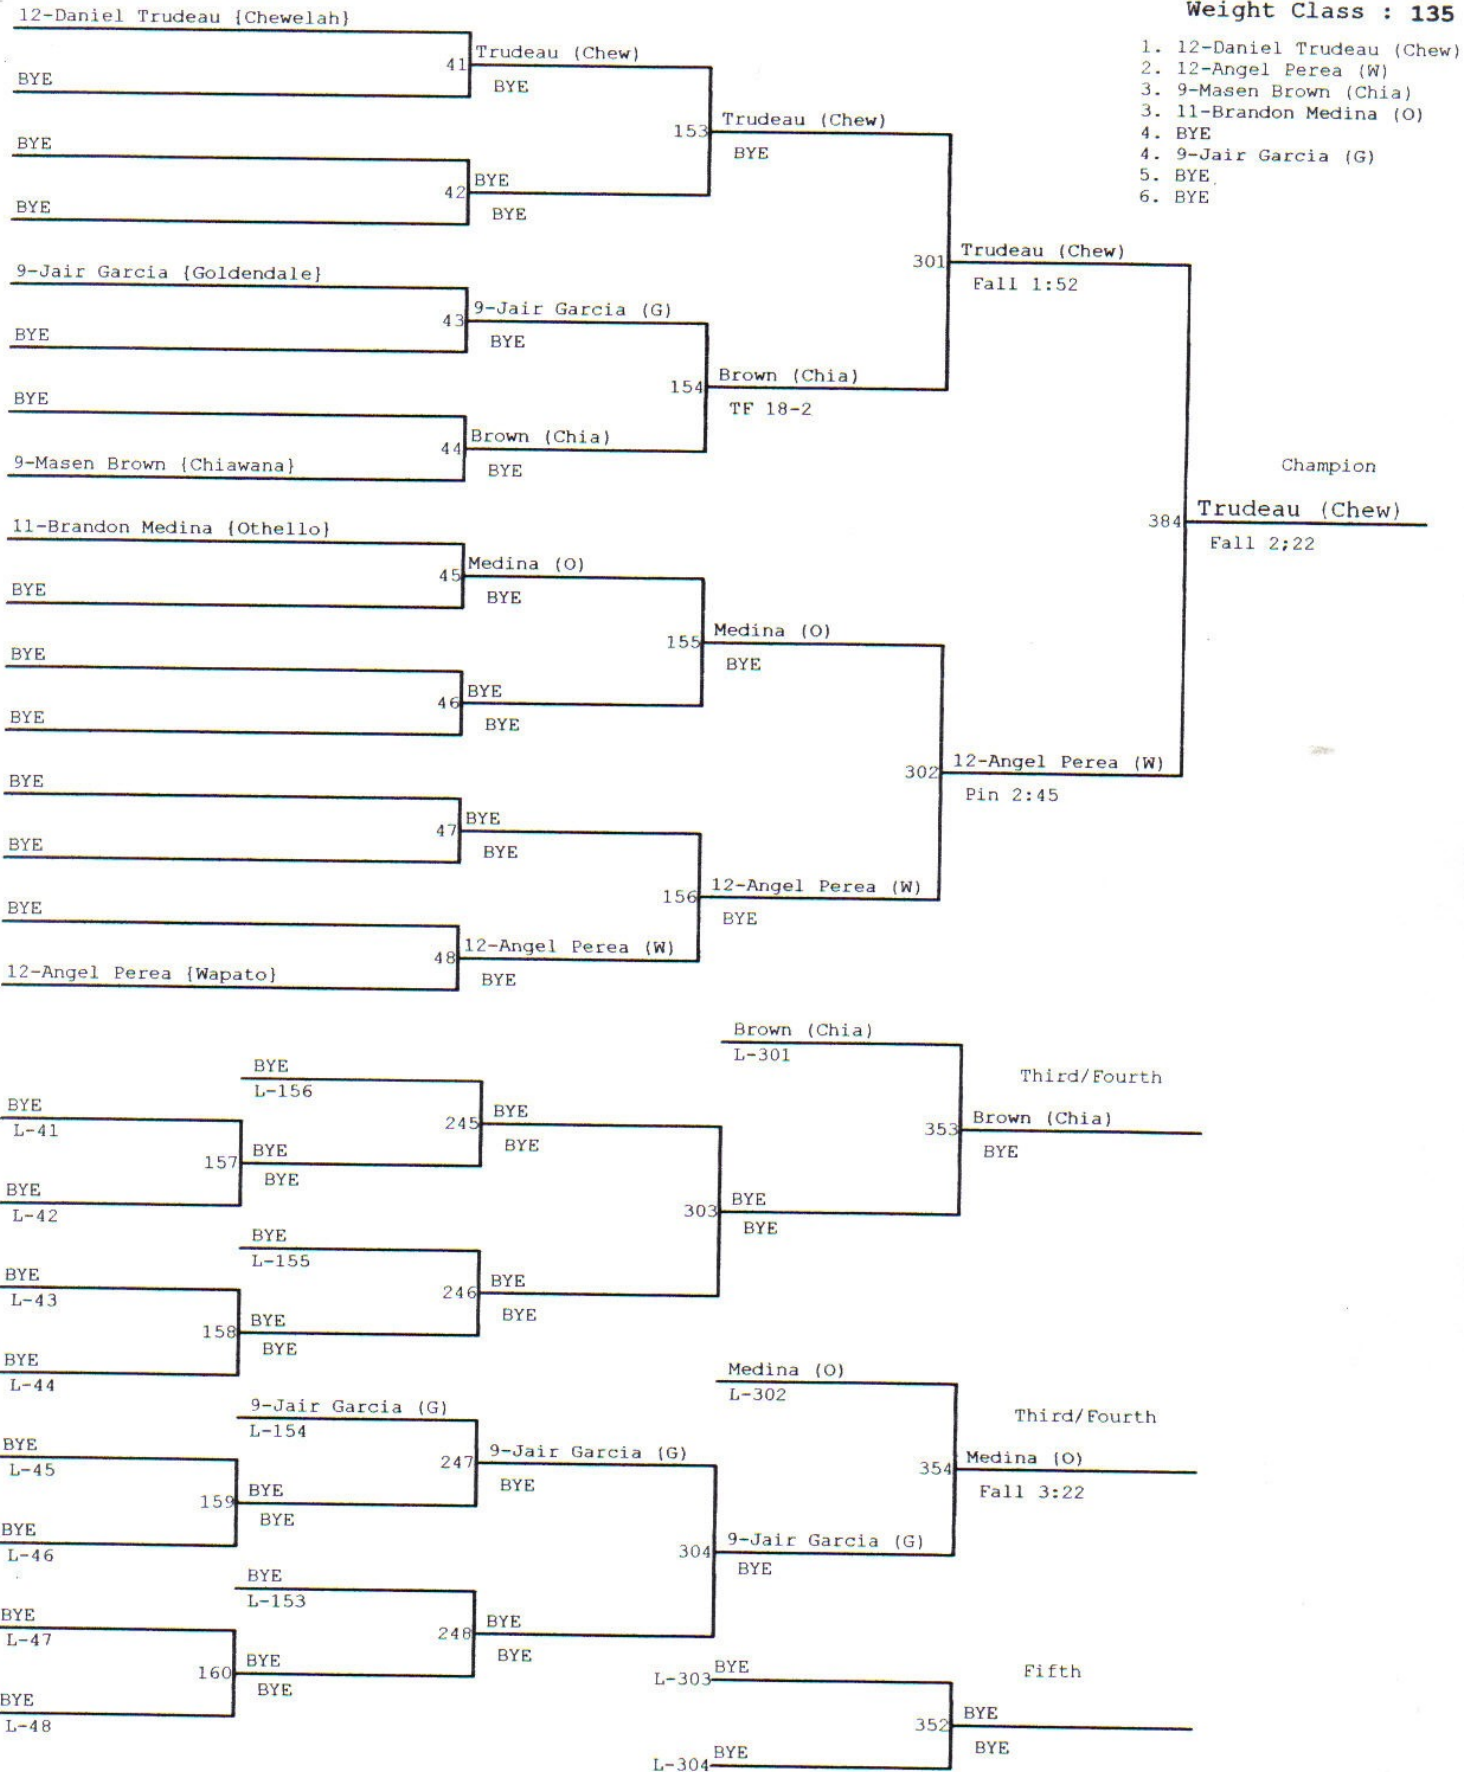 Weight Class : 135
1. 12-Daniel Trudeau (Chew)
2. 12-Angel Perea (W)
3. 9-Masen Brown (Chia)
3. 11-Brandon Medina (O)
4. BYE
4. 9-Jair Garcia (G)
5. BYE
6. BYE
12-Daniel Trudeau {Chewelah}
41 Trudeau (Chew)
BYE
BYE
153 Trudeau (Chew)
BYE
BYE
42 BYE
BYE
BYE
301 Trudeau (Chew)
Fall 1:52
9-Jair Garcia {Goldendale}
43 9-Jair Garcia (G)
BYE
BYE
154 Brown (Chia)
TF 18-2
BYE
44 Brown (Chia)
9-Masen Brown {Chiawana}
BYE
Champion
384 Trudeau (Chew)
Fall 2;22
11-Brandon Medina {Othello}
45 Medina (O)
BYE
BYE
155 Medina (O)
BYE
BYE
46 BYE
BYE
BYE
302 12-Angel Perea (W)
Pin 2:45
BYE
47 BYE
BYE
BYE
156 12-Angel Perea (W)
BYE
BYE
48 12-Angel Perea (W)
12-Angel Perea {Wapato}
BYE
Brown (Chia)
L-301
Third/Fourth
353 Brown (Chia)
BYE
BYE
L-156
BYE
L-41
245 BYE
BYE
157 BYE
BYE
BYE
L-42
303 BYE
BYE
BYE
L-155
BYE
L-43
246 BYE
BYE
158 BYE
BYE
BYE
L-44
Medina (O)
L-302
Third/Fourth
354 Medina (O)
Fall 3:22
9-Jair Garcia (G)
L-154
BYE
L-45
247 9-Jair Garcia (G)
BYE
159 BYE
BYE
BYE
L-46
304 9-Jair Garcia (G)
BYE
BYE
L-153
BYE
L-47
248 BYE
BYE
160 BYE
BYE
BYE
L-48
L-303 BYE
Fifth
352 BYE
BYE
L-304 BYE